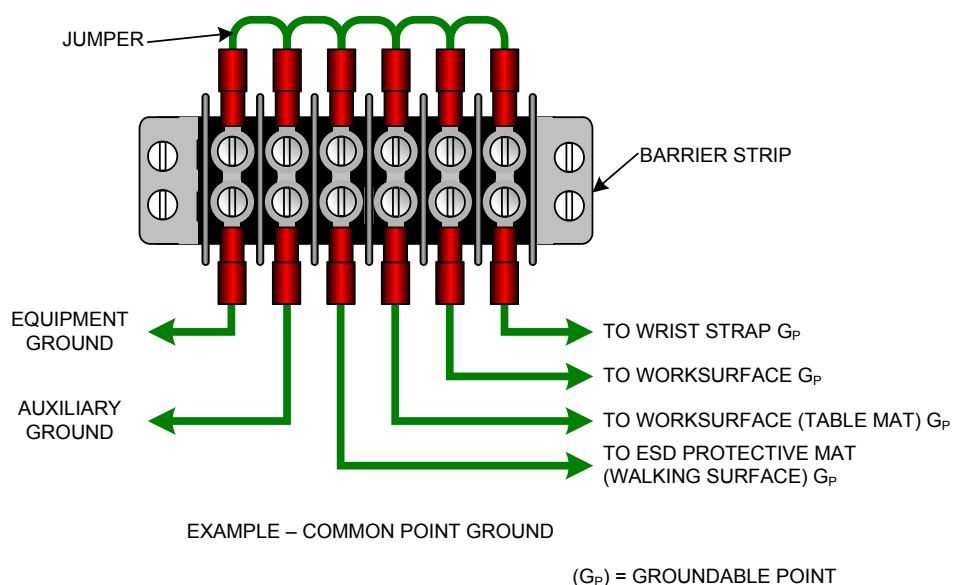 JUMPER
BARRIER STRIP
EQUIPMENT
GROUND
AUXILIARY
GROUND
TO WRIST STRAP GP
TO WORKSURFACE GP
TO WORKSURFACE (TABLE MAT) GP
TO ESD PROTECTIVE MAT
(WALKING SURFACE) GP
EXAMPLE – COMMON POINT GROUND
(GP) = GROUNDABLE POINT